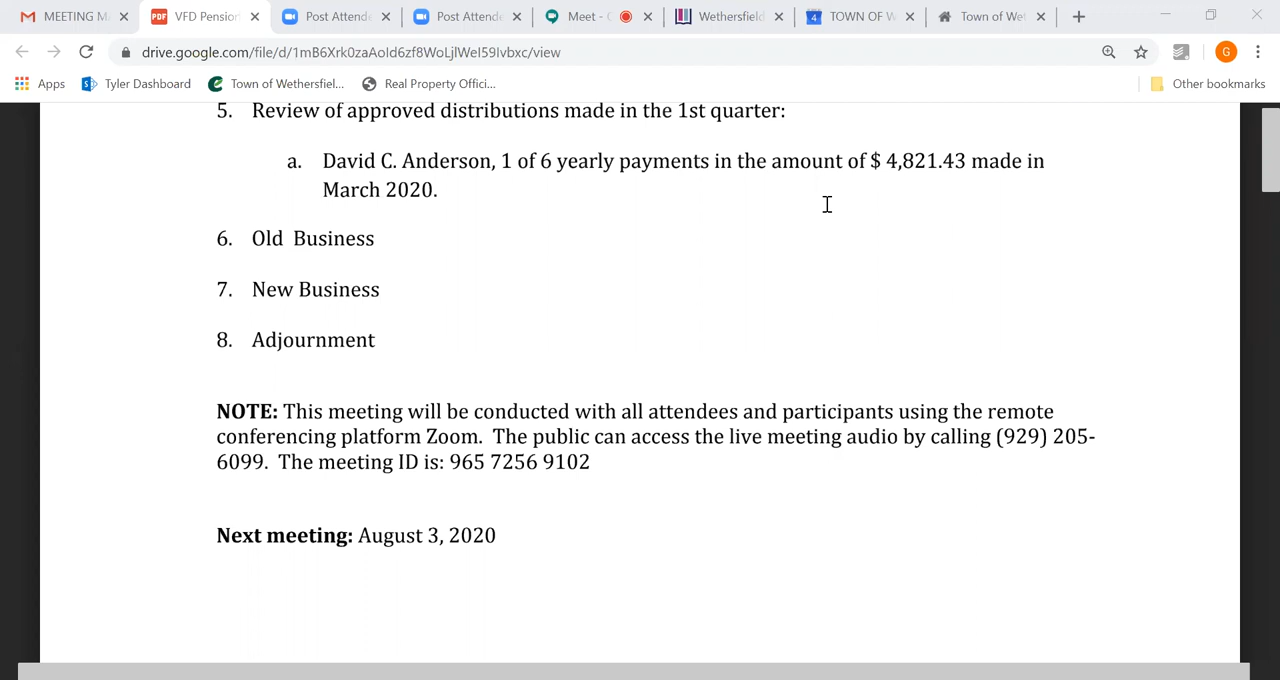 MEETING M
VFD Pension
Post Attende
Post Attende
Meet - 
Wethersfield
TOWN OF W
Town of Wet
drive.google.com/file/d/1mB6Xrk0zaAoId6zf8WoLjlWeI59Ivbxc/view
G
Apps
Tyler Dashboard
Town of Wethersfiel...
Real Property Offici...
Other bookmarks
5. Review of approved distributions made in the 1st quarter:
a. David C. Anderson, 1 of 6 yearly payments in the amount of $ 4,821.43 made in
March 2020.
6. Old Business
7. New Business
8. Adjournment
NOTE: This meeting will be conducted with all attendees and participants using the remote
conferencing platform Zoom. The public can access the live meeting audio by calling (929) 205-
6099. The meeting ID is: 965 7256 9102
Next meeting: August 3, 2020